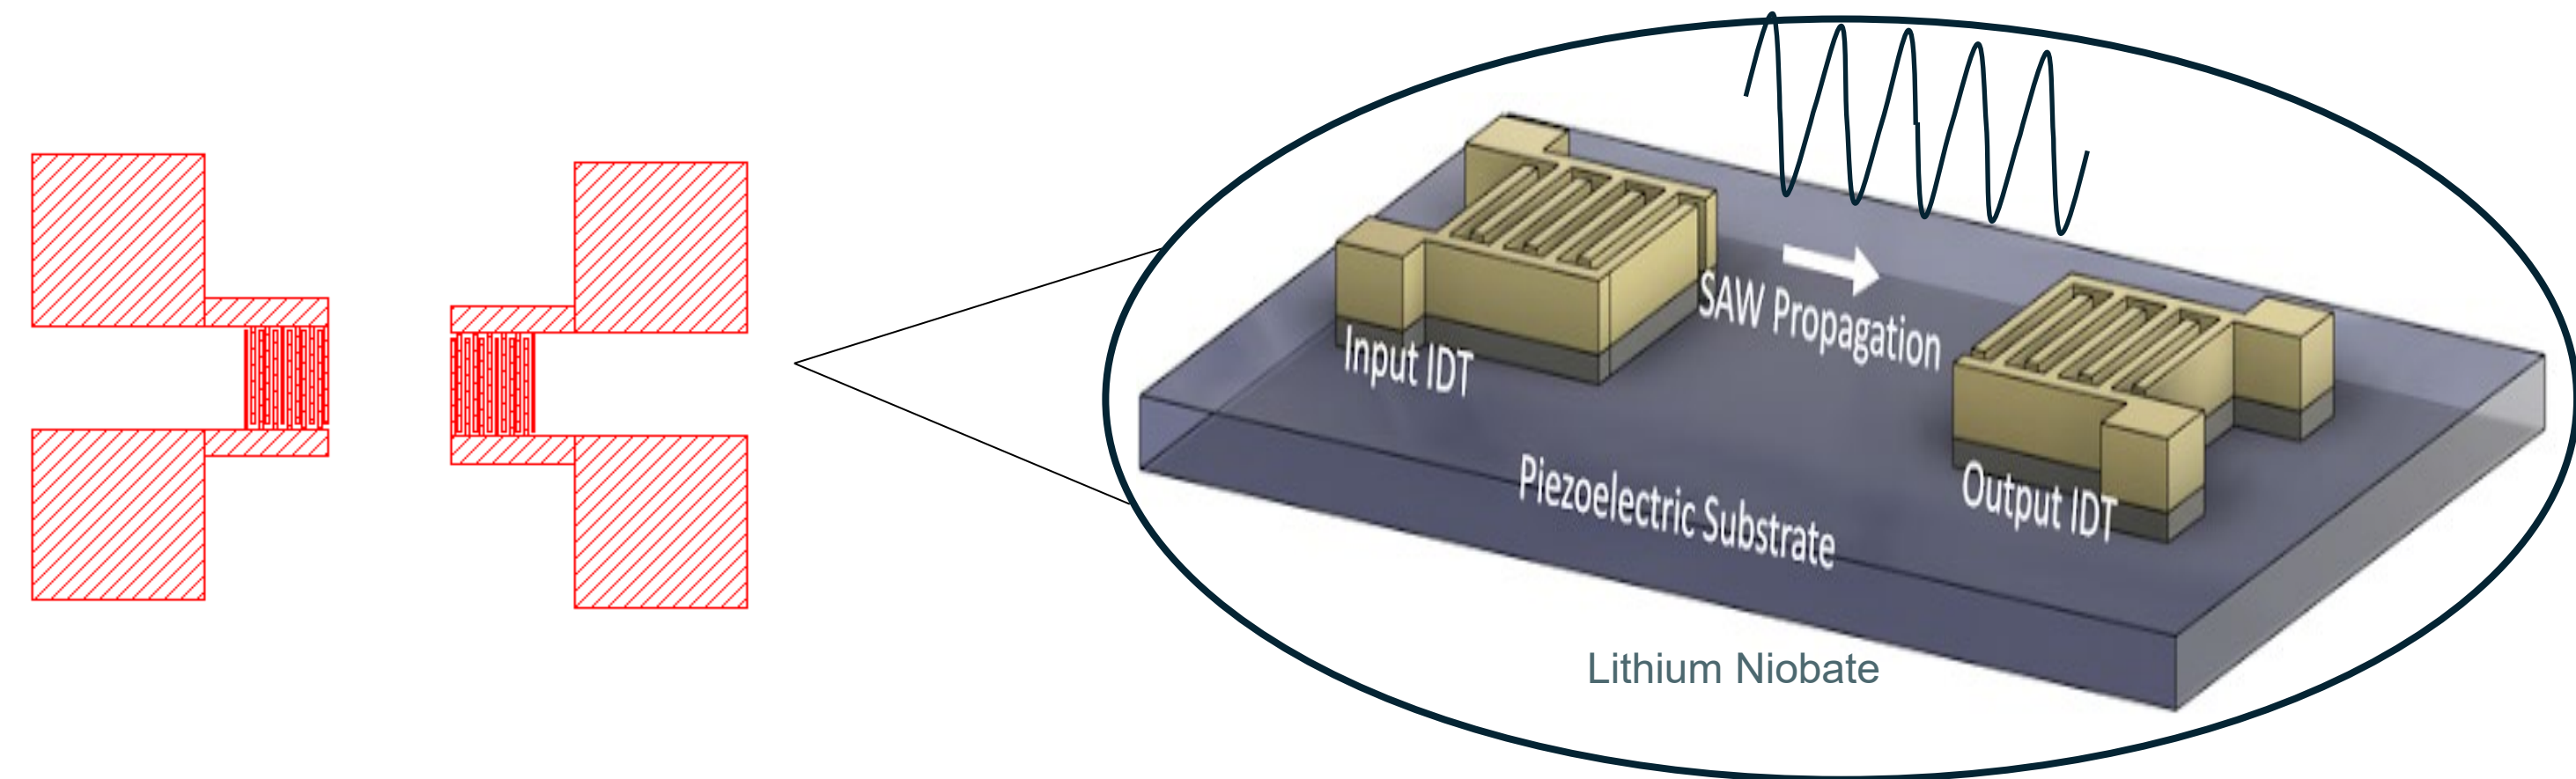 SAW Propagation
Input IDT
Piezoelectric Substrate
Output IDT
Lithium Niobate